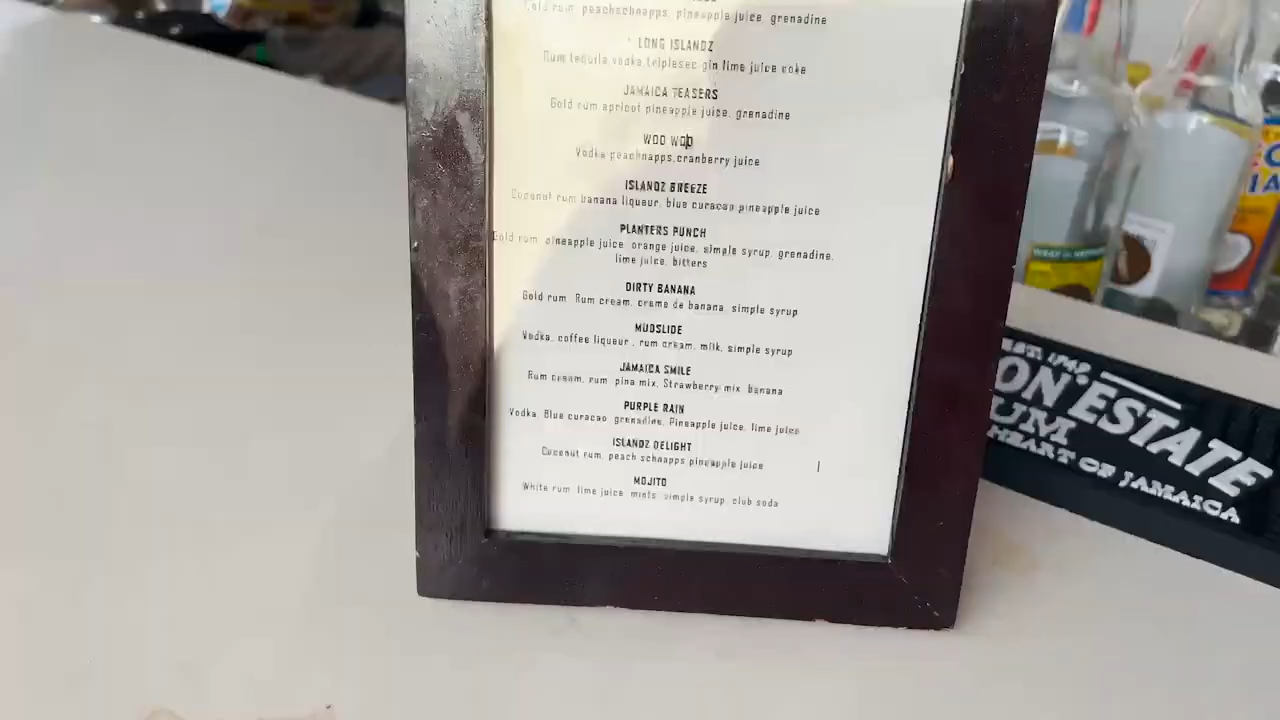 Gold rum, peachschnapps, pineapple juice, grenadine
LONG ISLANDZ
Rum tequila vodka triplesec gin lime juice coke
JAMAICA TEASERS
Gold rum apricot pineapple juice, grenadine
WOO WOO
Vodka peachnapps,cranberry juice
ISLANDZ BREEZE
Coconut rum banana liqueur, blue curacao pineapple juice
PLANTERS PUNCH
Gold rum, pineapple juice, orange juice, simple syrup, grenadine,
lime juice, bitters
DIRTY BANANA
Gold rum, Rum cream, creme de banana, simple syrup
MUDSLIDE
Vodka, coffee liqueur, rum cream, milk, simple syrup
JAMAICA SMILE
Rum cream, rum, pina mix, Strawberry mix, banana
PURPLE RAIN
Vodka, Blue curacao, grenadine, Pineapple juice, lime juice
ISLANDZ DELIGHT
Coconut rum, peach schnapps pineapple juice
MOJITO
White rum, lime juice, mints, simple syrup, club soda
EST. 1749
ON ESTATE
UM
HEART OF JAMAICA